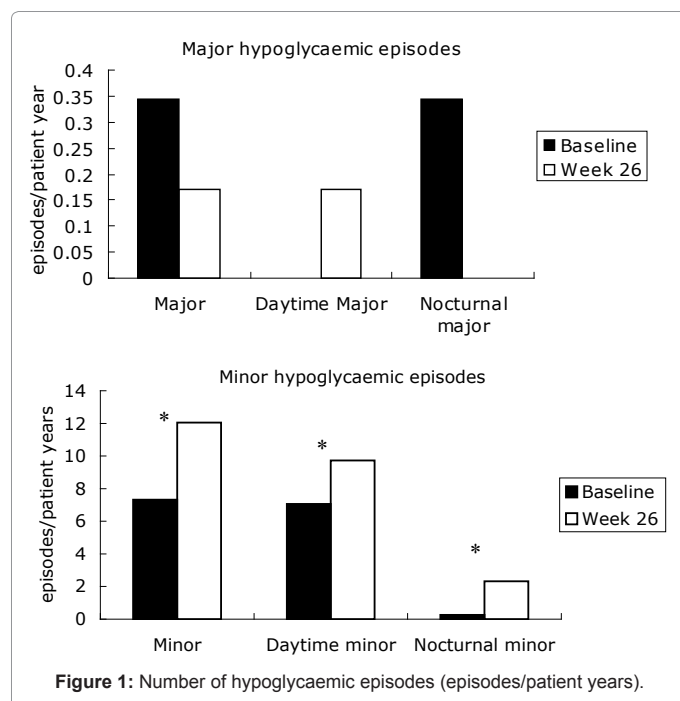 Major hypoglycaemic episodes
episodes/patient year
0.4
0.35
0.3
0.25
0.2
0.15
0.1
0.05
0
Baseline
Week 26
Major
Daytime Major
Nocturnal
major
Minor hypoglycaemic episodes
episodes/patient years
14
12
10
8
6
4
2
0
*
*
*
Baseline
Week 26
Minor
Daytime minor
Nocturnal minor
Figure 1: Number of hypoglycaemic episodes (episodes/patient years).